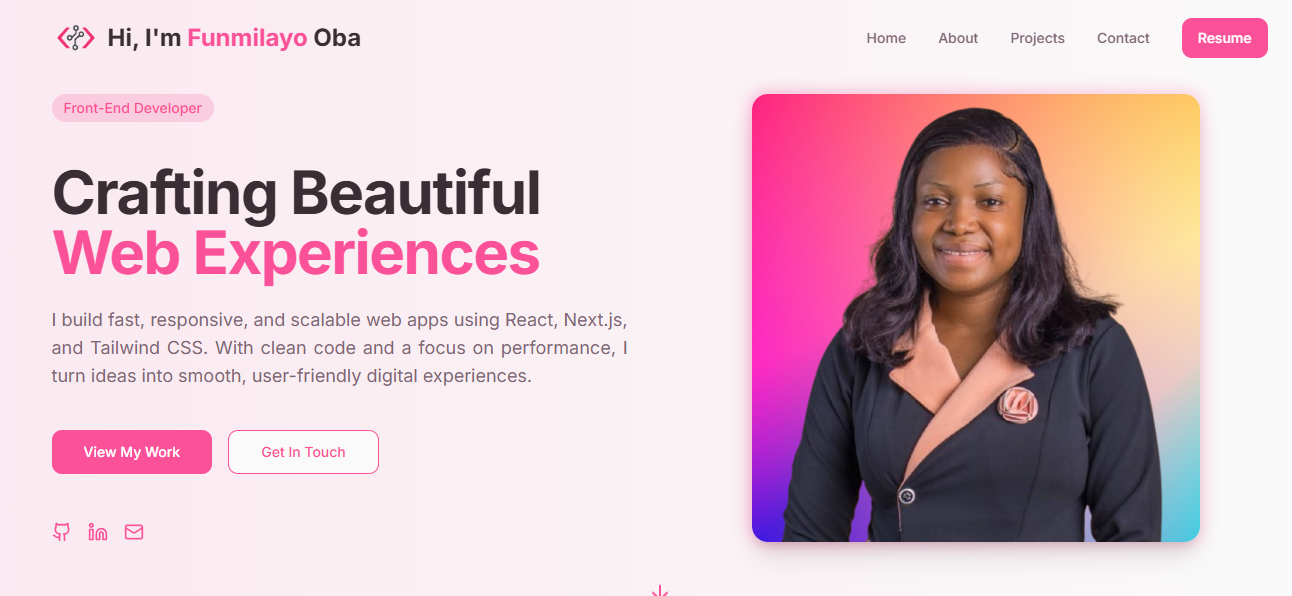 Hi, I'm Funmilayo Oba
Home
About
Projects
Contact
Resume
Front-End Developer
Crafting Beautiful
Web Experiences
I build fast, responsive, and scalable web apps using React, Next.js,
and Tailwind CSS. With clean code and a focus on performance, I
turn ideas into smooth, user-friendly digital experiences.
View My Work
Get In Touch